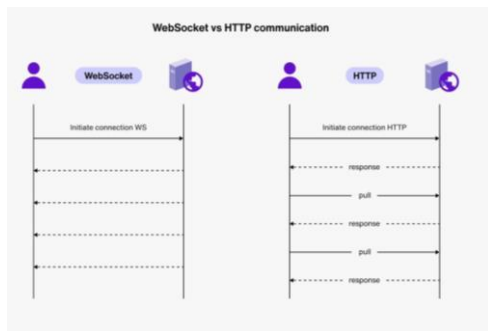 WebSocket vs HTTP communication
WebSocket
HTTP
Initiate connection WS
Initiate connection HTTP
response
pull
response
pull
response